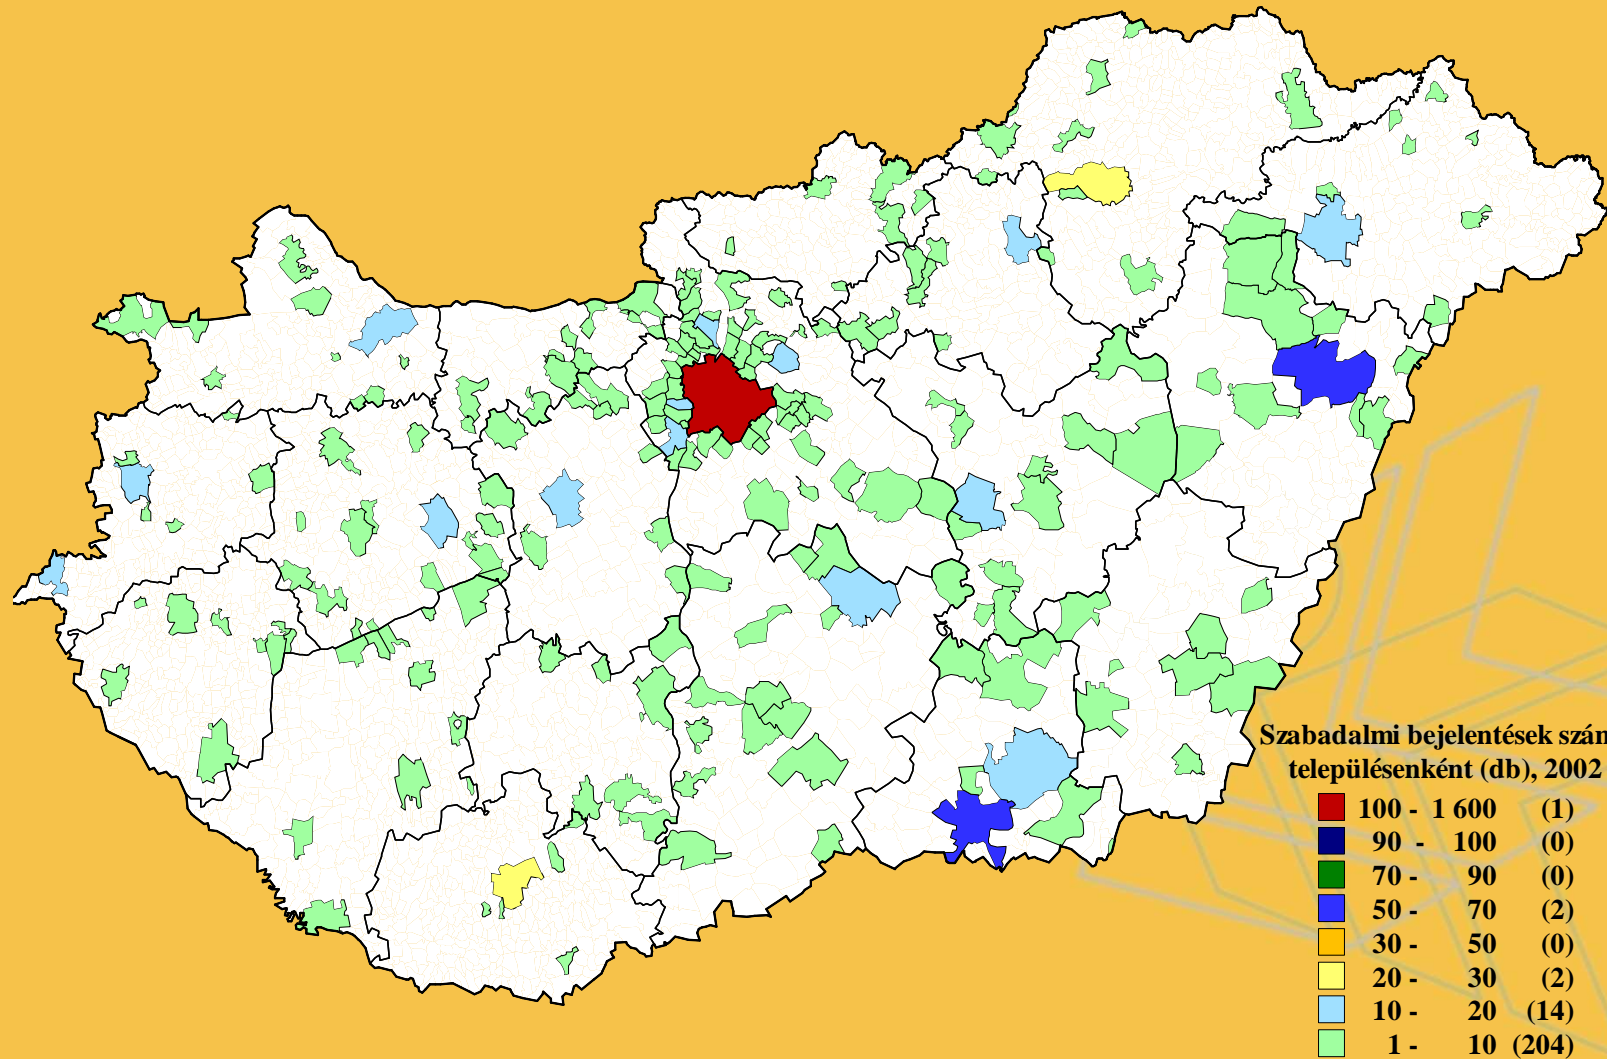 Szabadalmi bejelentések szám
településenként (db), 2002
100 - 1 600 (1)
90 - 100 (0)
70 - 90 (0)
50 - 70 (2)
30 - 50 (0)
20 - 30 (2)
10 - 20 (14)
1 - 10 (204)